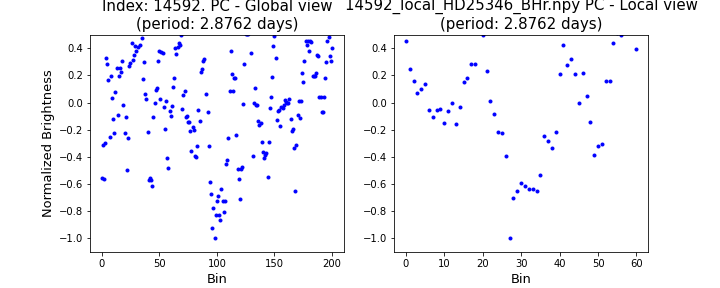 Index: 14592. PC - Global view
(period: 2.8762 days)
14592_local_HD25346_BHr.npy PC - Local view
(period: 2.8762 days)
Normalized Brightness
0.4
0.2
0.0
−0.2
−0.4
−0.6
−0.8
−1.0
0 50 100 150 200
Bin
0.4
0.2
0.0
−0.2
−0.4
−0.6
−0.8
−1.0
0 10 20 30 40 50 60
Bin